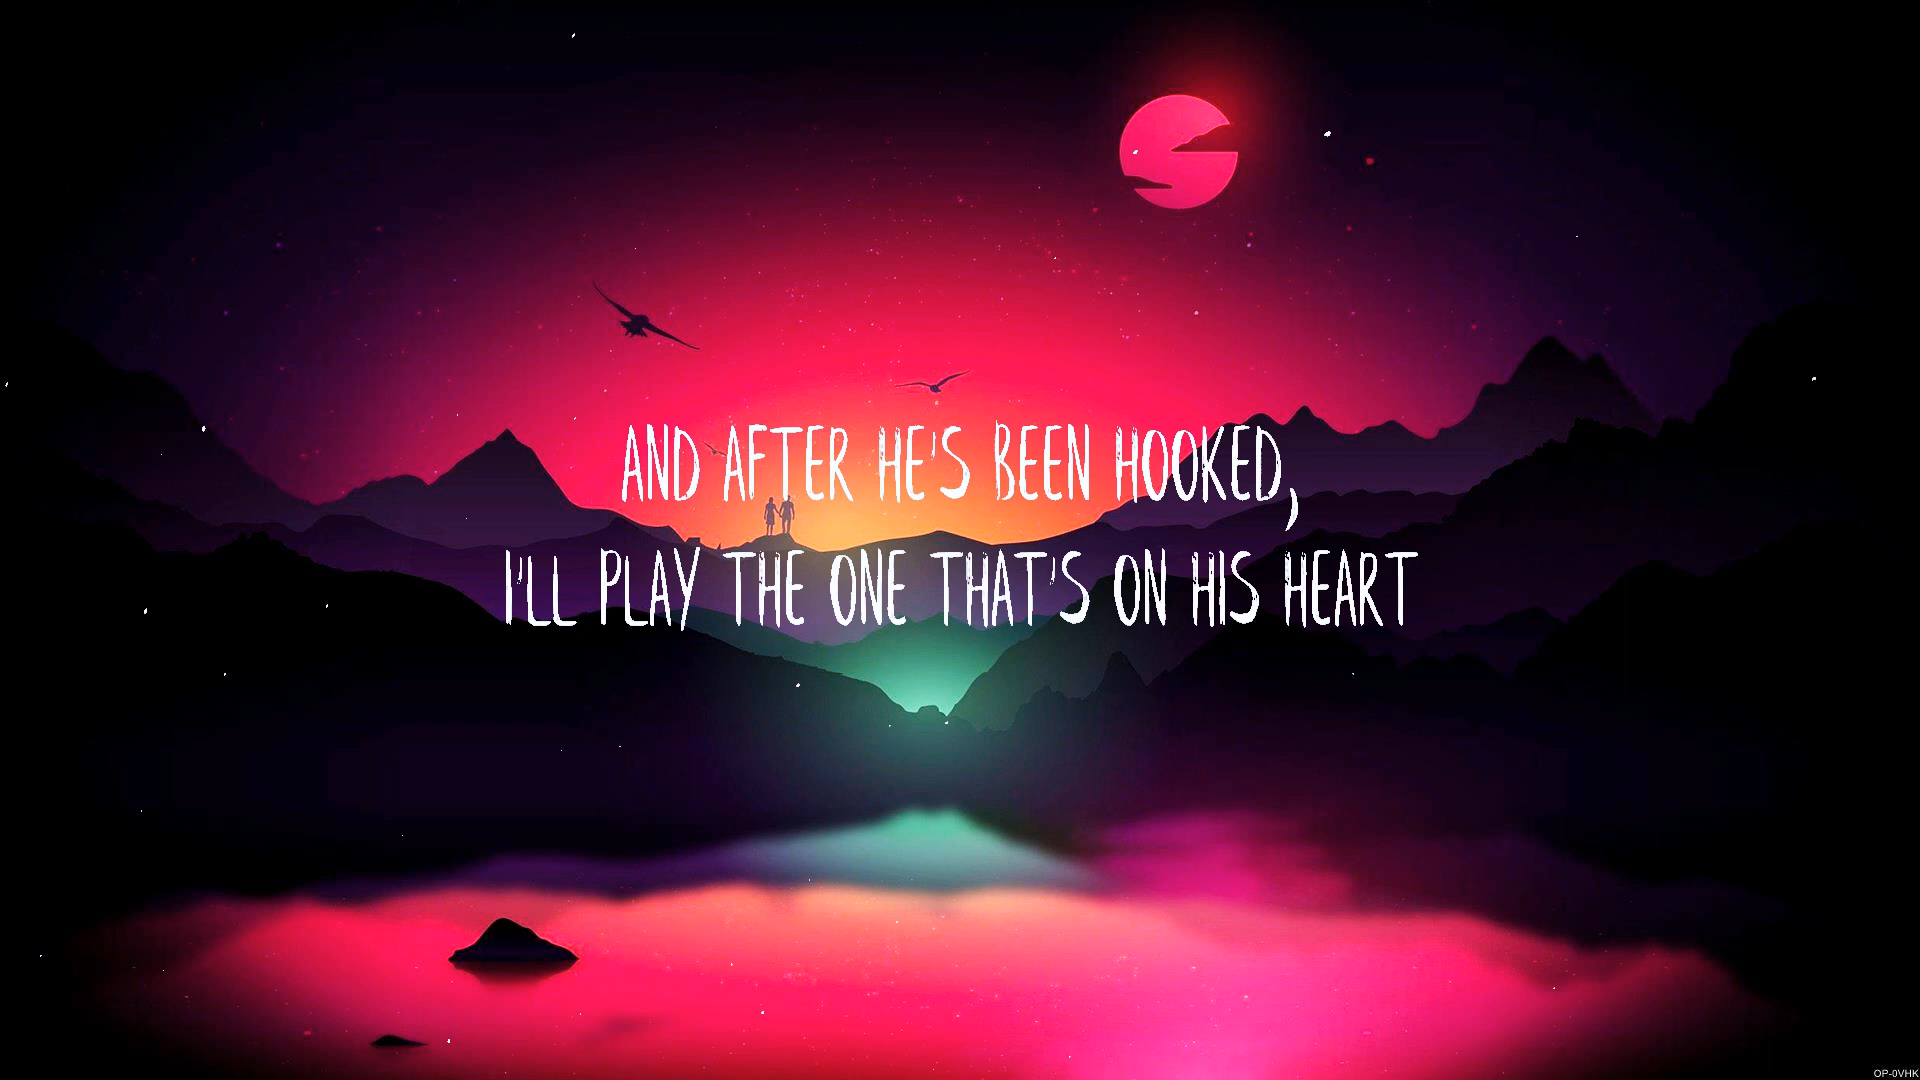 AND AFTER HE'S BEEN HOOKED,
I'LL PLAY THE ONE THAT'S ON HIS HEART
OP-0VHK